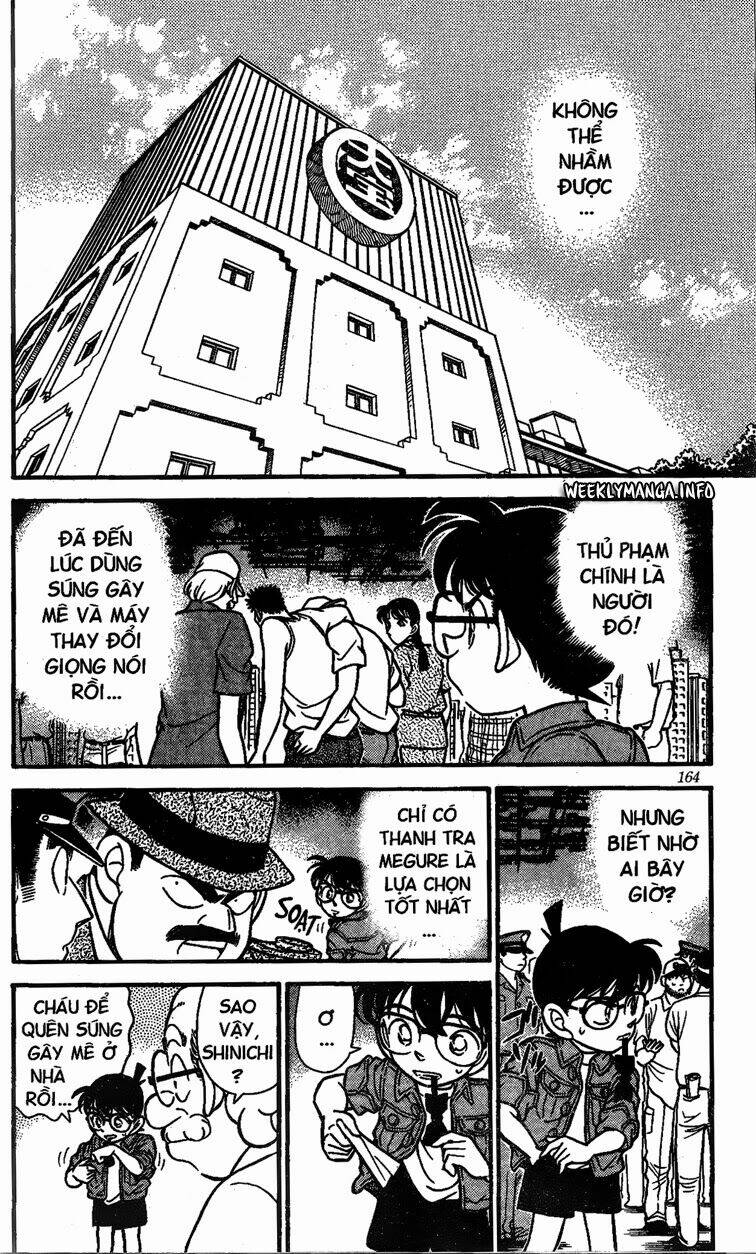 KHÔNG
THỂ
NHẦM
ĐƯỢC
...
WEEKLYMANGA.INFO
THỦ PHẠM
CHÍNH LÀ
NGƯỜI
ĐÓ!
ĐÃ ĐẾN
LÚC DÙNG
SÚNG GÂY
MÊ VÀ MÁY
THAY ĐỔI
GIỌNG NÓI
RỒI...
164
NHƯNG
BIẾT NHỜ
AI BÂY
GIỜ?
CHỈ CÓ
THANH TRA
MEGURE LÀ
LỰA CHỌN
TỐT NHẤT
...
SOẠT
Ơ
...
SAO
VẬY,
SHINICHI
?
CHÁU ĐỂ
QUÊN SÚNG
GÂY MÊ Ở
NHÀ
RỒI...